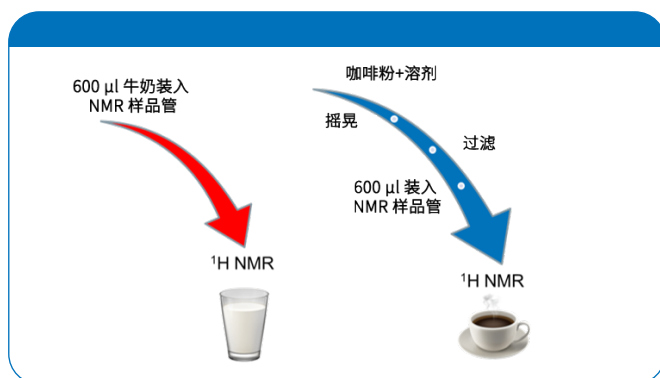 600 µl 牛奶装入
NMR 样品管
¹H NMR
咖啡粉+溶剂
摇晃
过滤
600 µl 装入
NMR 样品管
¹H NMR